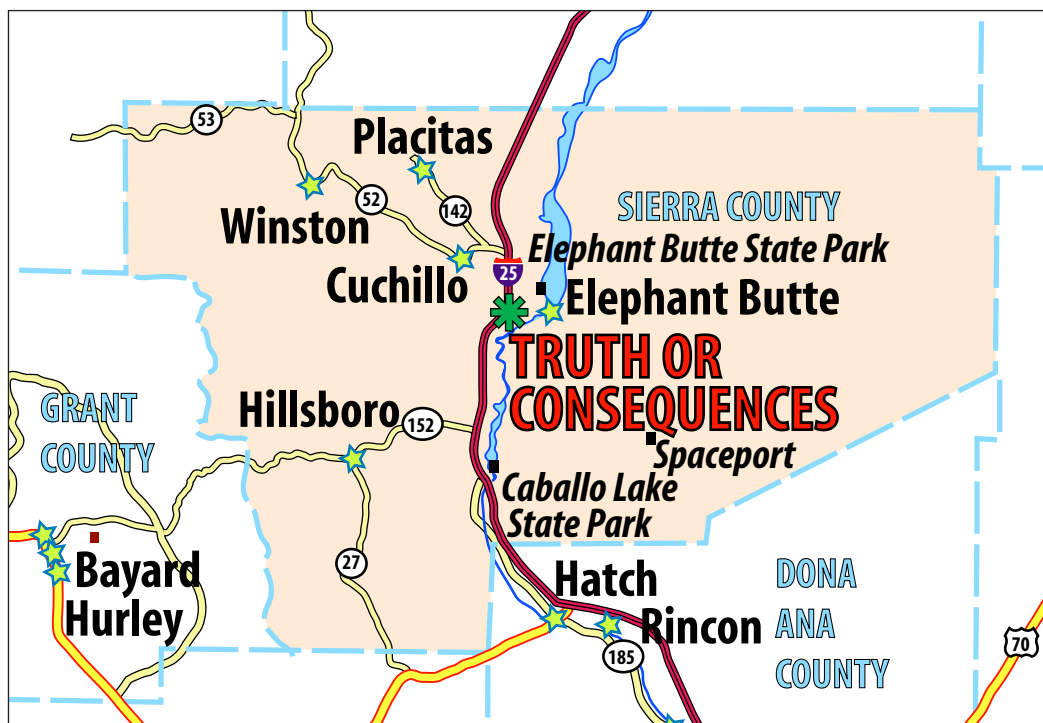 53
Placitas
52
142
Winston
SIERRA COUNTY
Elephant Butte State Park
Cuchillo
25
Elephant Butte
TRUTH OR
CONSEQUENCES
GRANT
COUNTY
Hillsboro
152
Spaceport
Caballo Lake
State Park
27
Bayard
Hurley
Hatch
Rincon
185
DONA
ANA
COUNTY
70